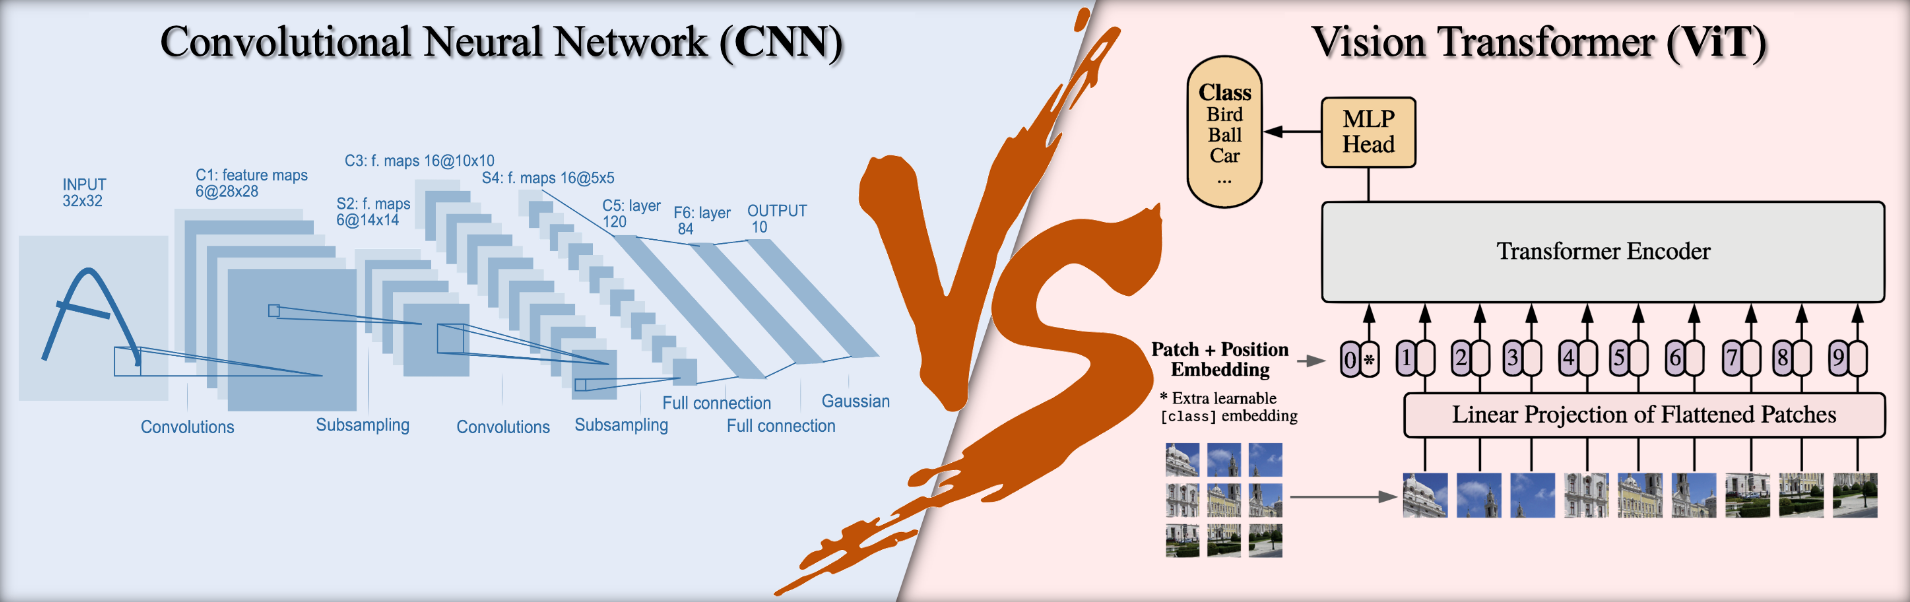 Convolutional Neural Network (CNN)
INPUT
32x32
C1: feature maps
6@28x28
S2: f. maps
6@14x14
C3: f. maps 16@10x10
S4: f. maps 16@5x5
C5: layer
120
F6: layer
84
OUTPUT
10
Convolutions
Subsampling
Convolutions
Subsampling
Full connection
Full connection
Gaussian
A
VS
Vision Transformer (ViT)
Class
Bird
Ball
Car
...
MLP
Head
Transformer Encoder
Patch + Position
Embedding
* Extra learnable
[class] embedding
0 * 1 2 3 4 5 6 7 8 9
Linear Projection of Flattened Patches